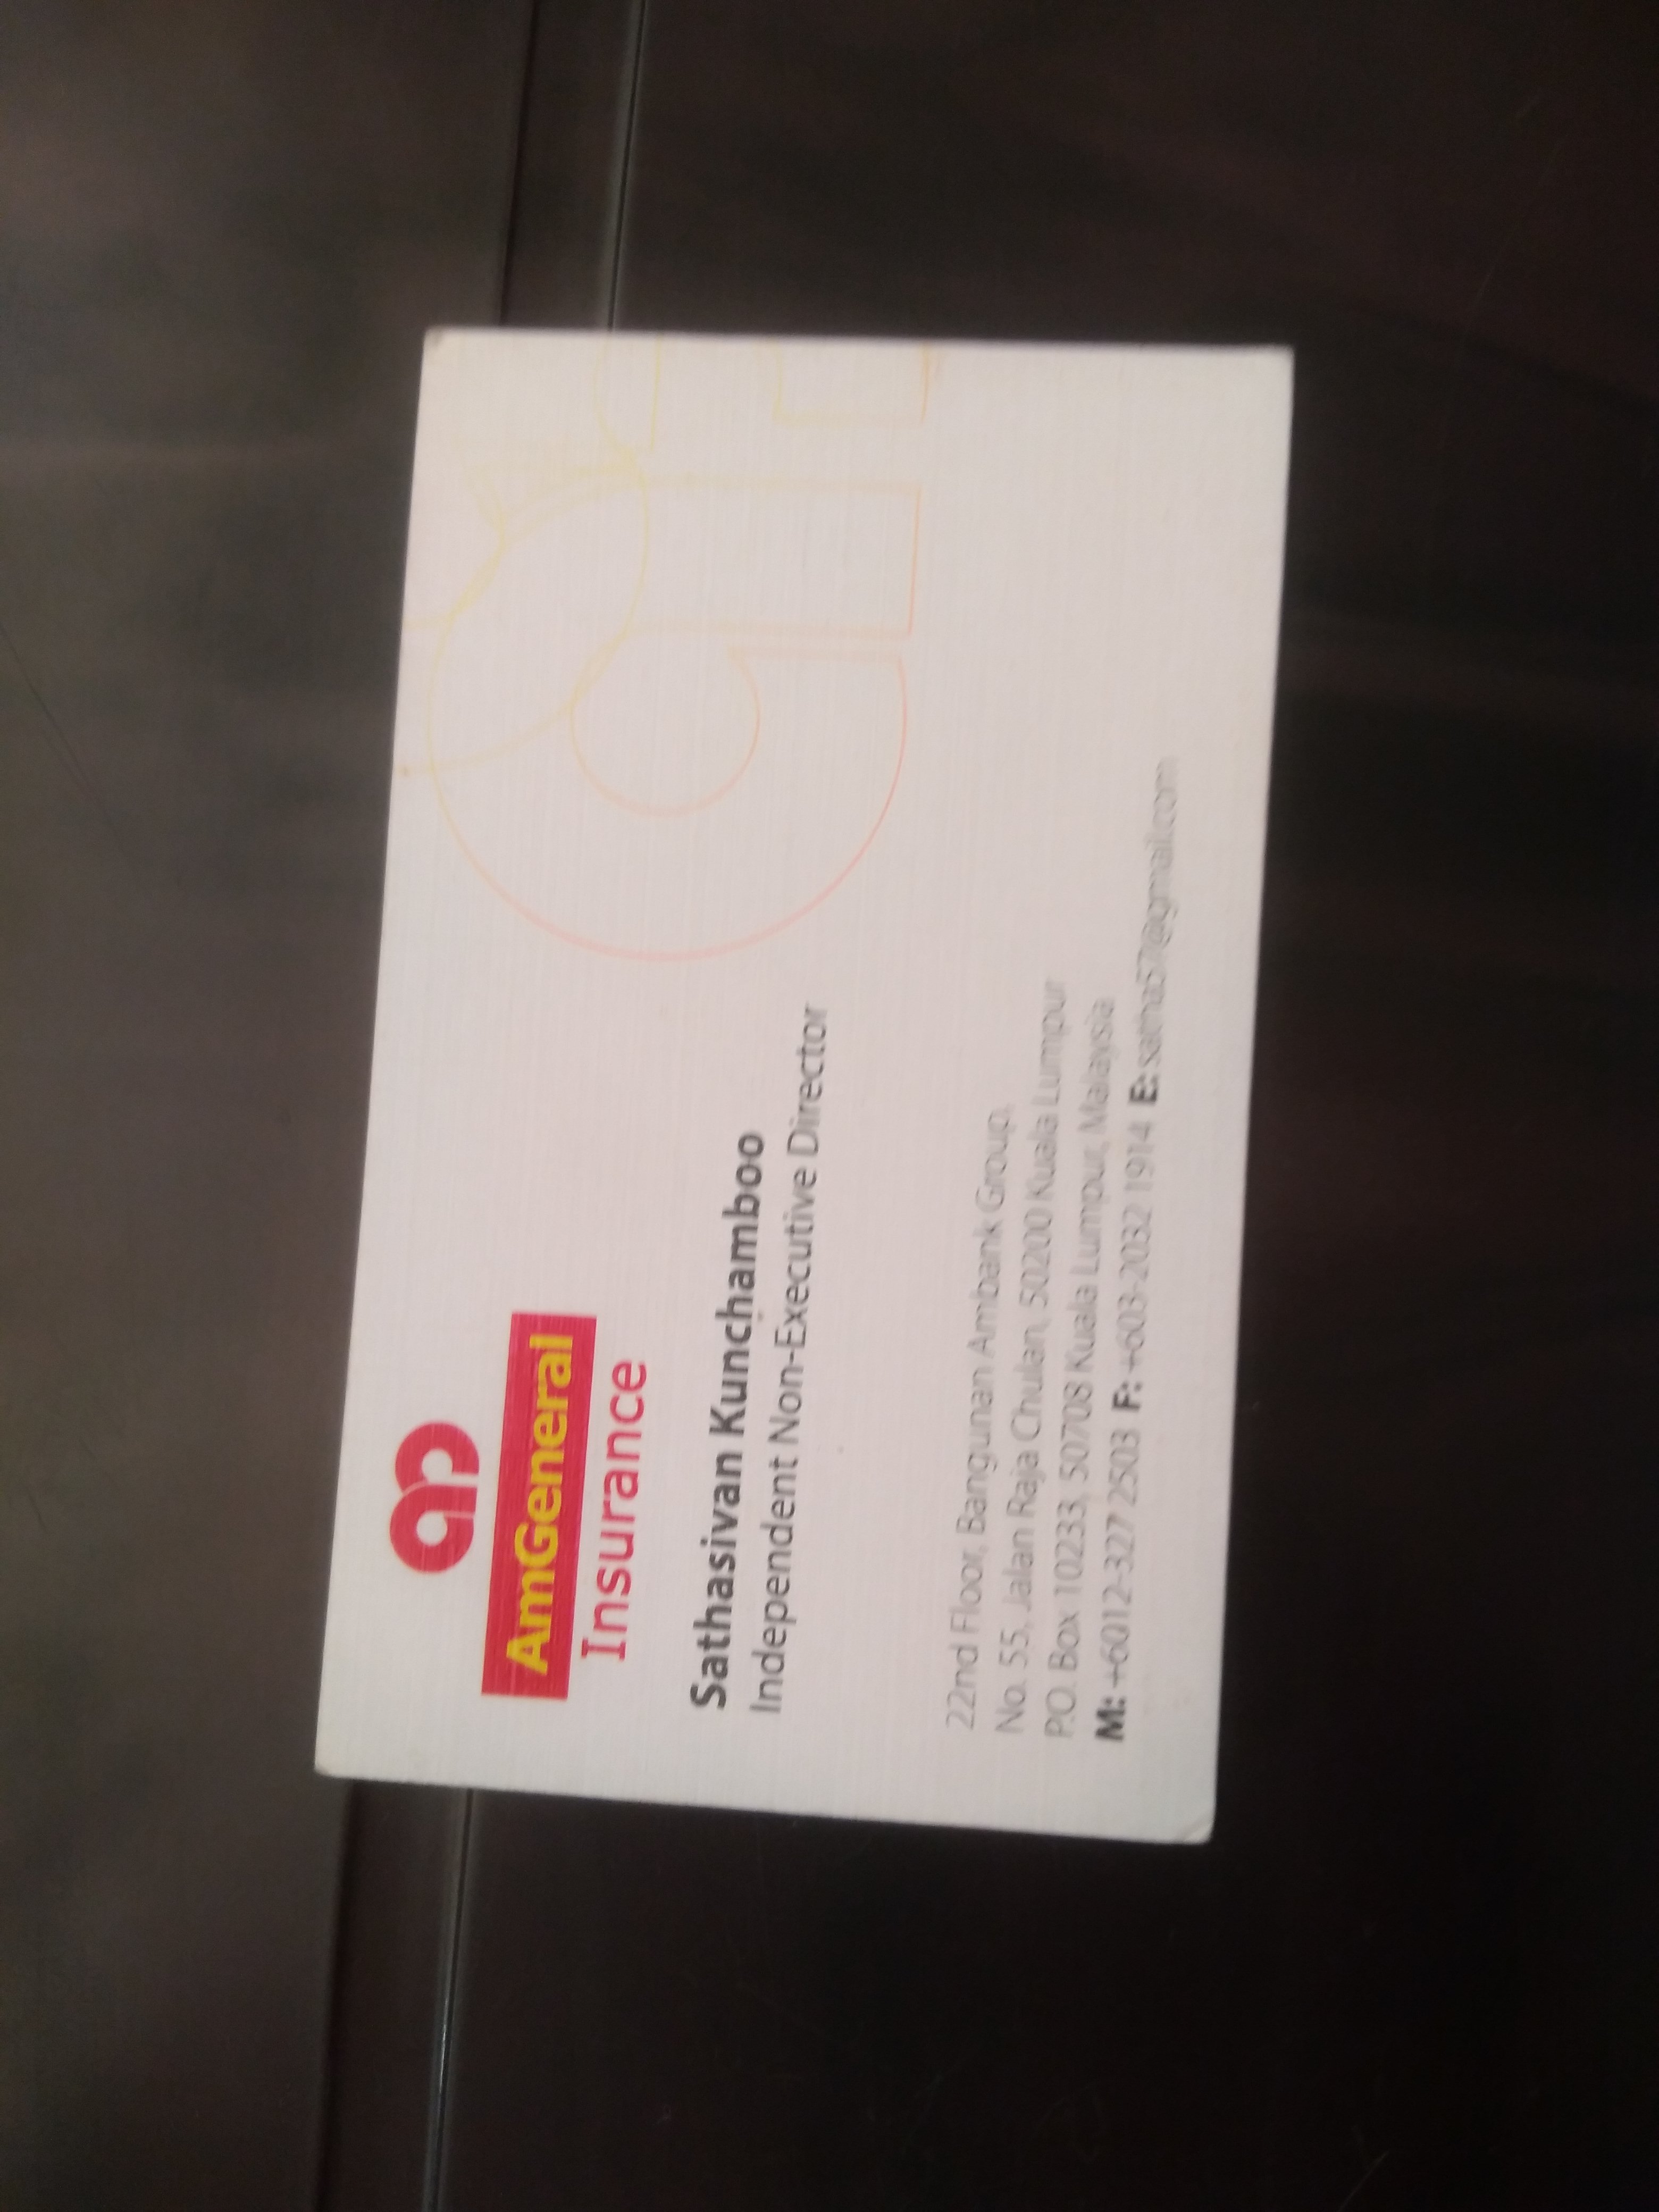 AmGeneral
Insurance
Sathasivan Kunchamboo
Independent Non-Executive Director
22nd Floor, Bangunan Ambank Group,
No. 55, Jalan Raja Chulan, 50200 Kuala Lumpur
P.O. Box 10233, 50708 Kuala Lumpur, Malaysia
M: +6012-327 2503 F: +603-2032 1914 E: satha57@gmail.com